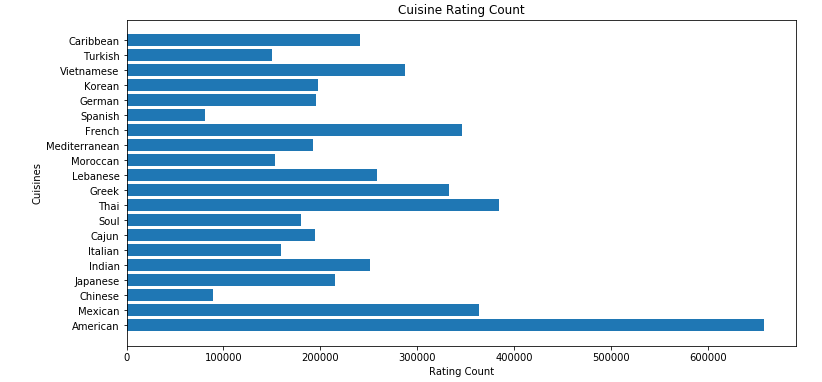 Cuisine Rating Count
Caribbean
Turkish
Vietnamese
Korean
German
Spanish
French
Mediterranean
Moroccan
Lebanese
Greek
Thai
Soul
Cajun
Italian
Indian
Japanese
Chinese
Mexican
American
Cuisines
0 100000 200000 300000 400000 500000 600000
Rating Count